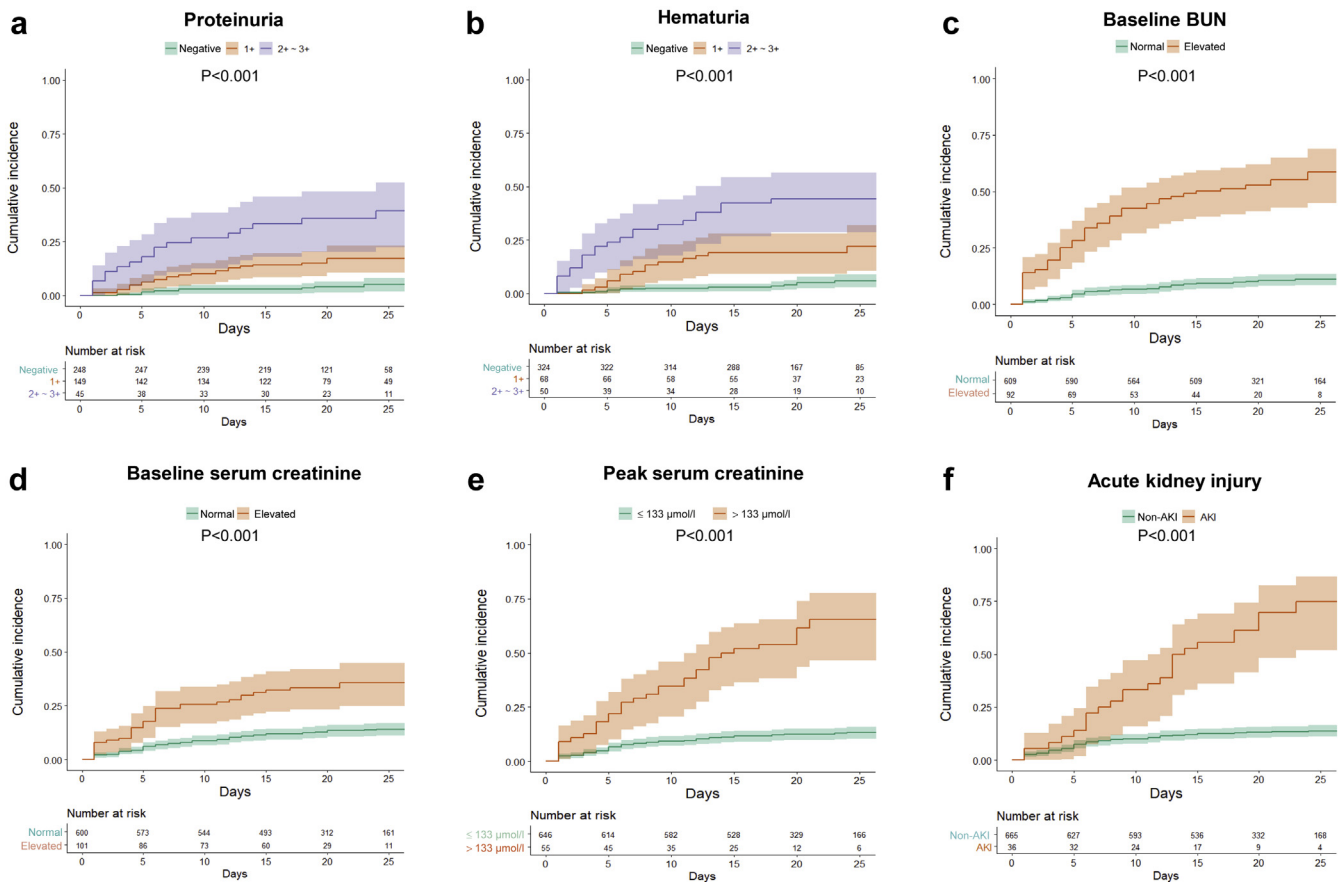 a
Proteinuria
Negative 1+ 2+ ~ 3+
P<0.001
Cumulative incidence
1.00
0.75
0.50
0.25
0.00
0 5 10 15 20 25
Days
Number at risk
Negative 248 247 239 219 121 58
1+ 149 142 134 122 79 49
2+ ~ 3+ 45 38 33 30 23 11
0 5 10 15 20 25
Days
b
Hematuria
Negative 1+ 2+ ~ 3+
P<0.001
Cumulative incidence
1.00
0.75
0.50
0.25
0.00
0 5 10 15 20 25
Days
Number at risk
Negative 324 322 314 288 167 85
1+ 68 66 58 55 37 23
2+ ~ 3+ 50 39 34 28 19 10
0 5 10 15 20 25
Days
c
Baseline BUN
Normal Elevated
P<0.001
Cumulative incidence
1.00
0.75
0.50
0.25
0.00
0 5 10 15 20 25
Days
Number at risk
Normal 609 590 564 509 321 164
Elevated 92 69 53 44 20 8
0 5 10 15 20 25
Days
d
Baseline serum creatinine
Normal Elevated
P<0.001
Cumulative incidence
1.00
0.75
0.50
0.25
0.00
0 5 10 15 20 25
Days
Number at risk
Normal 600 573 544 493 312 161
Elevated 101 86 73 60 29 11
0 5 10 15 20 25
Days
e
Peak serum creatinine
≤ 133 μmol/l > 133 μmol/l
P<0.001
Cumulative incidence
1.00
0.75
0.50
0.25
0.00
0 5 10 15 20 25
Days
Number at risk
≤ 133 μmol/l 646 614 582 528 329 166
> 133 μmol/l 55 45 35 25 12 6
0 5 10 15 20 25
Days
f
Acute kidney injury
Non-AKI AKI
P<0.001
Cumulative incidence
1.00
0.75
0.50
0.25
0.00
0 5 10 15 20 25
Days
Number at risk
Non-AKI 665 627 593 536 332 168
AKI 36 32 24 17 9 4
0 5 10 15 20 25
Days